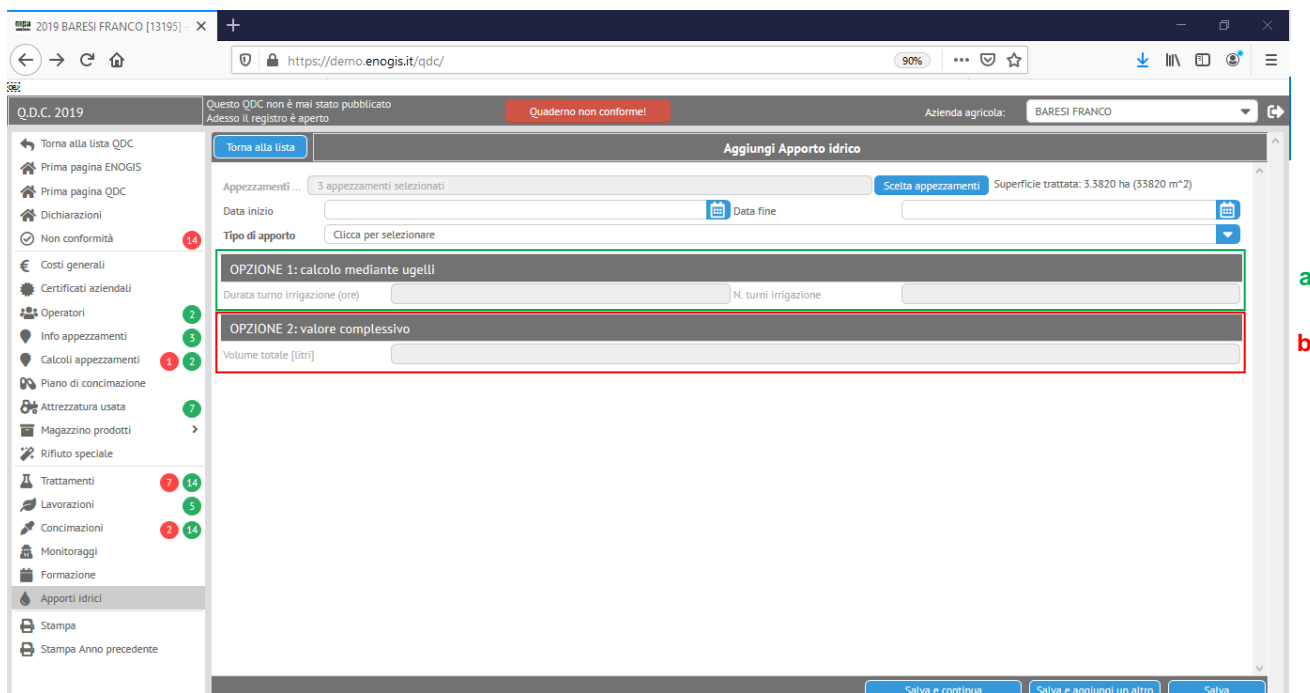 2019 BARESI FRANCO [13195] -
https://demo.enogis.it/qdc/
90%
Q.D.C. 2019
Questo QDC non è mai stato pubblicato
Adesso il registro è aperto
Quaderno non conforme!
Azienda agricola:
BARESI FRANCO
Torna alla lista QDC
Prima pagina ENOGIS
Prima pagina QDC
Dichiarazioni
Non conformità 14
Costi generali
Certificati aziendali
Operatori 2
Info appezzamenti 3
Calcoli appezzamenti 1 2
Piano di concimazione
Attrezzatura usata 7
Magazzino prodotti
Rifiuto speciale
Trattamenti 7 14
Lavorazioni 5
Concimazioni 2 14
Monitoraggi
Formazione
Apporti idrici
Stampa
Stampa Anno precedente
Torna alla lista
Aggiungi Apporto idrico
Appezzamenti ... 3 appezzamenti selezionati Scelta appezzamenti Superficie trattata: 3.3820 ha (33820 m^2)
Data inizio Data fine
Tipo di apporto Clicca per selezionare
OPZIONE 1: calcolo mediante ugelli
Durata turno irrigazione (ore) N. turni irrigazione
a
OPZIONE 2: valore complessivo
Volume totale [litri]
b
Salva e continua Salva e aggiungi un altro Salva